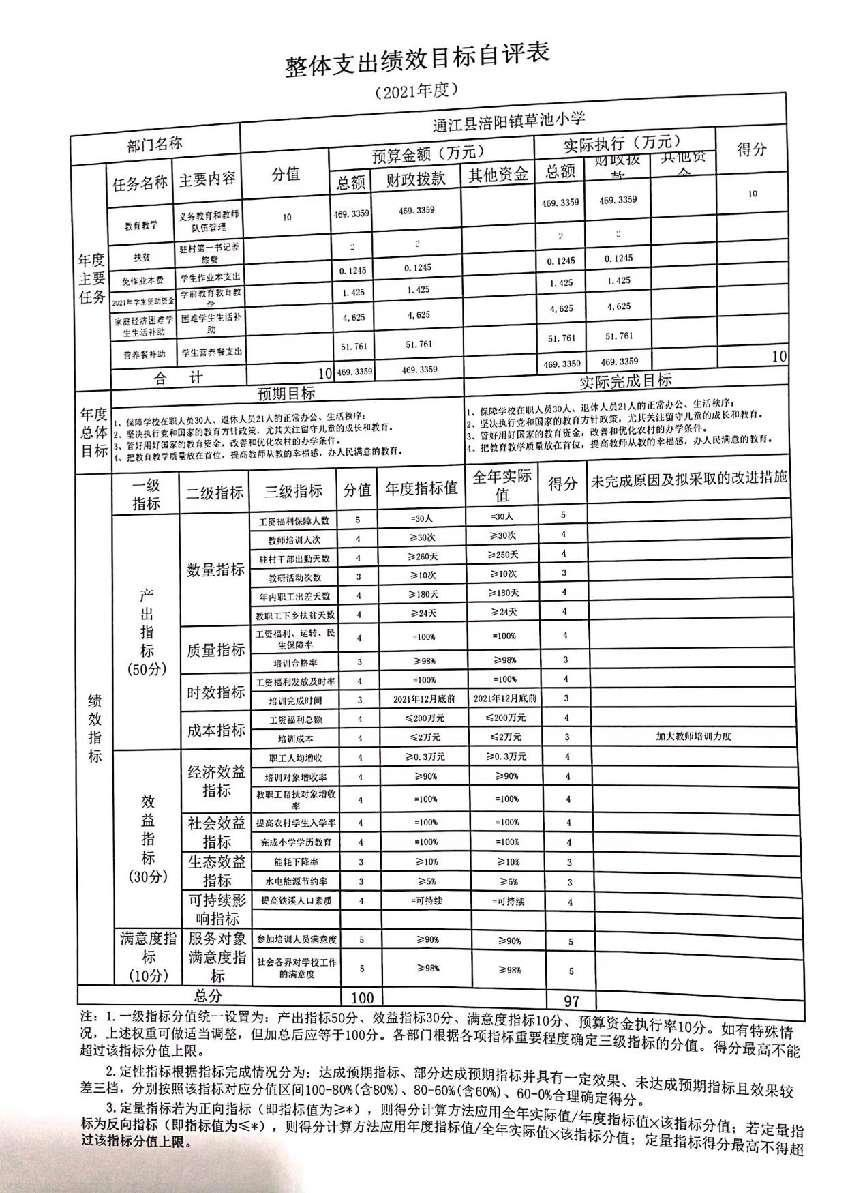 整体支出绩效目标自评表
（2021年度）
部门名称 通江县涪阳镇草池小学
年度主要任务 任务名称 主要内容 分值 预算金额（万元） 实际执行（万元） 得分
总额 财政拨款 其他资金 总额 财政拨款 其他资金
教育教学 义务教育和教师队伍管理 10 469.3359 469.3359 469.3359 469.3359 10
扶贫 驻村第一书记 2 2 2 2
免作业本费 学生作业本支出 0.1245 0.1245 0.1245 0.1245
2021年学生资助资金 学前教育教育教学 1.425 1.425 1.425 1.425
家庭经济困难学生生活补助 困难学生生活补助 4.625 4.625 4.625 4.625
营养餐补助 学生营养餐支出 51.761 51.761 51.761 51.761
合 计 10 469.3359 469.3359 469.3359 469.3359 10
年度总体目标 预期目标 实际完成目标
1、保障学校在职人员30人、退休人员21人的正常办公、生活秩序；
2、坚决执行党和国家的教育方针政策，尤其关注留守儿童的成长和教育。
3、管好用好国家的教育资金，改善和优化农村的办学条件。
4、把教育教学质量放在首位，提高教师从教的幸福感，办人民满意的教育。
1、保障学校在职人员30人、退休人员21人的正常办公、生活秩序；
2、坚决执行党和国家的教育方针政策，尤其关注留守儿童的成长和教育。
3、管好用好国家的教育资金，改善和优化农村的办学条件。
4、把教育教学质量放在首位，提高教师从教的幸福感，办人民满意的教育。
绩效指标 一级指标 二级指标 三级指标 分值 年度指标值 全年实际值 得分 未完成原因及拟采取的改进措施
产出指标(50分) 数量指标 工资福利保障人数 5 =30人 =30人 5
教师培训人次 4 ≥30次 ≥30次 4
驻村干部出勤天数 4 ≥260天 ≥250天 4
教研活动次数 3 ≥10次 ≥10次 3
年内职工出差天数 4 ≥180天 ≥180天 4
教职工下乡扶贫天数 4 ≥24天 ≥24天 4
质量指标 工资福利、运转、民生保障率 4 =100% =100% 4
培训合格率 3 ≥98% ≥98% 3
时效指标 工资福利发放及时率 4 =100% =100% 4
培训完成时间 3 2021年12月底前 2021年12月底前 3
成本指标 工资福利总额 4 ≤200万元 ≤200万元 4
培训成本 4 ≤2万元 ≤2万元 3 加大教师培训力度
效益指标(30分) 经济效益指标 职工人均增收 4 ≥0.3万元 ≥0.3万元 4
培训对象增收率 4 ≥90% ≥90% 4
教职工帮扶对象增收率 4 =100% =100% 4
社会效益指标 提高农村学生入学率 4 =100% =100% 4
完成小学学历教育 4 =100% =100% 4
生态效益指标 能耗下降率 3 ≥10% ≥10% 3
水电能源节约率 3 ≥5% ≥5% 3
可持续影响指标 提高铁溪人口素质 4 =可持续 =可持续 4
满意度指标(10分) 服务对象满意度指标 参加培训人员满意度 5 ≥90% ≥90% 5
社会各界对学校工作的满意度 5 ≥98% ≥98% 5
总分 100 97
注：1.一级指标分值统一设置为：产出指标50分、效益指标30分、满意度指标10分、预算资金执行率10分。如有特殊情
况，上述权重可做适当调整，但加总后应等于100分。各部门根据各项指标重要程度确定三级指标的分值。得分最高不能
超过该指标分值上限。
2.定性指标根据指标完成情况分为：达成预期指标、部分达成预期指标并具有一定效果、未达成预期指标且效果较
差三档，分别按照该指标对应分值区间100-80%(含80%)、80-60%(含60%)、60-0%合理确定得分。
3.定量指标若为正向指标（即指标值为≥*），则得分计算方法应用全年实际值/年度指标值×该指标分值；若定量指
标为反向指标（即指标值为≤*），则得分计算方法应用年度指标值/全年实际值×该指标分值；定量指标得分最高不得超
过该指标分值上限。